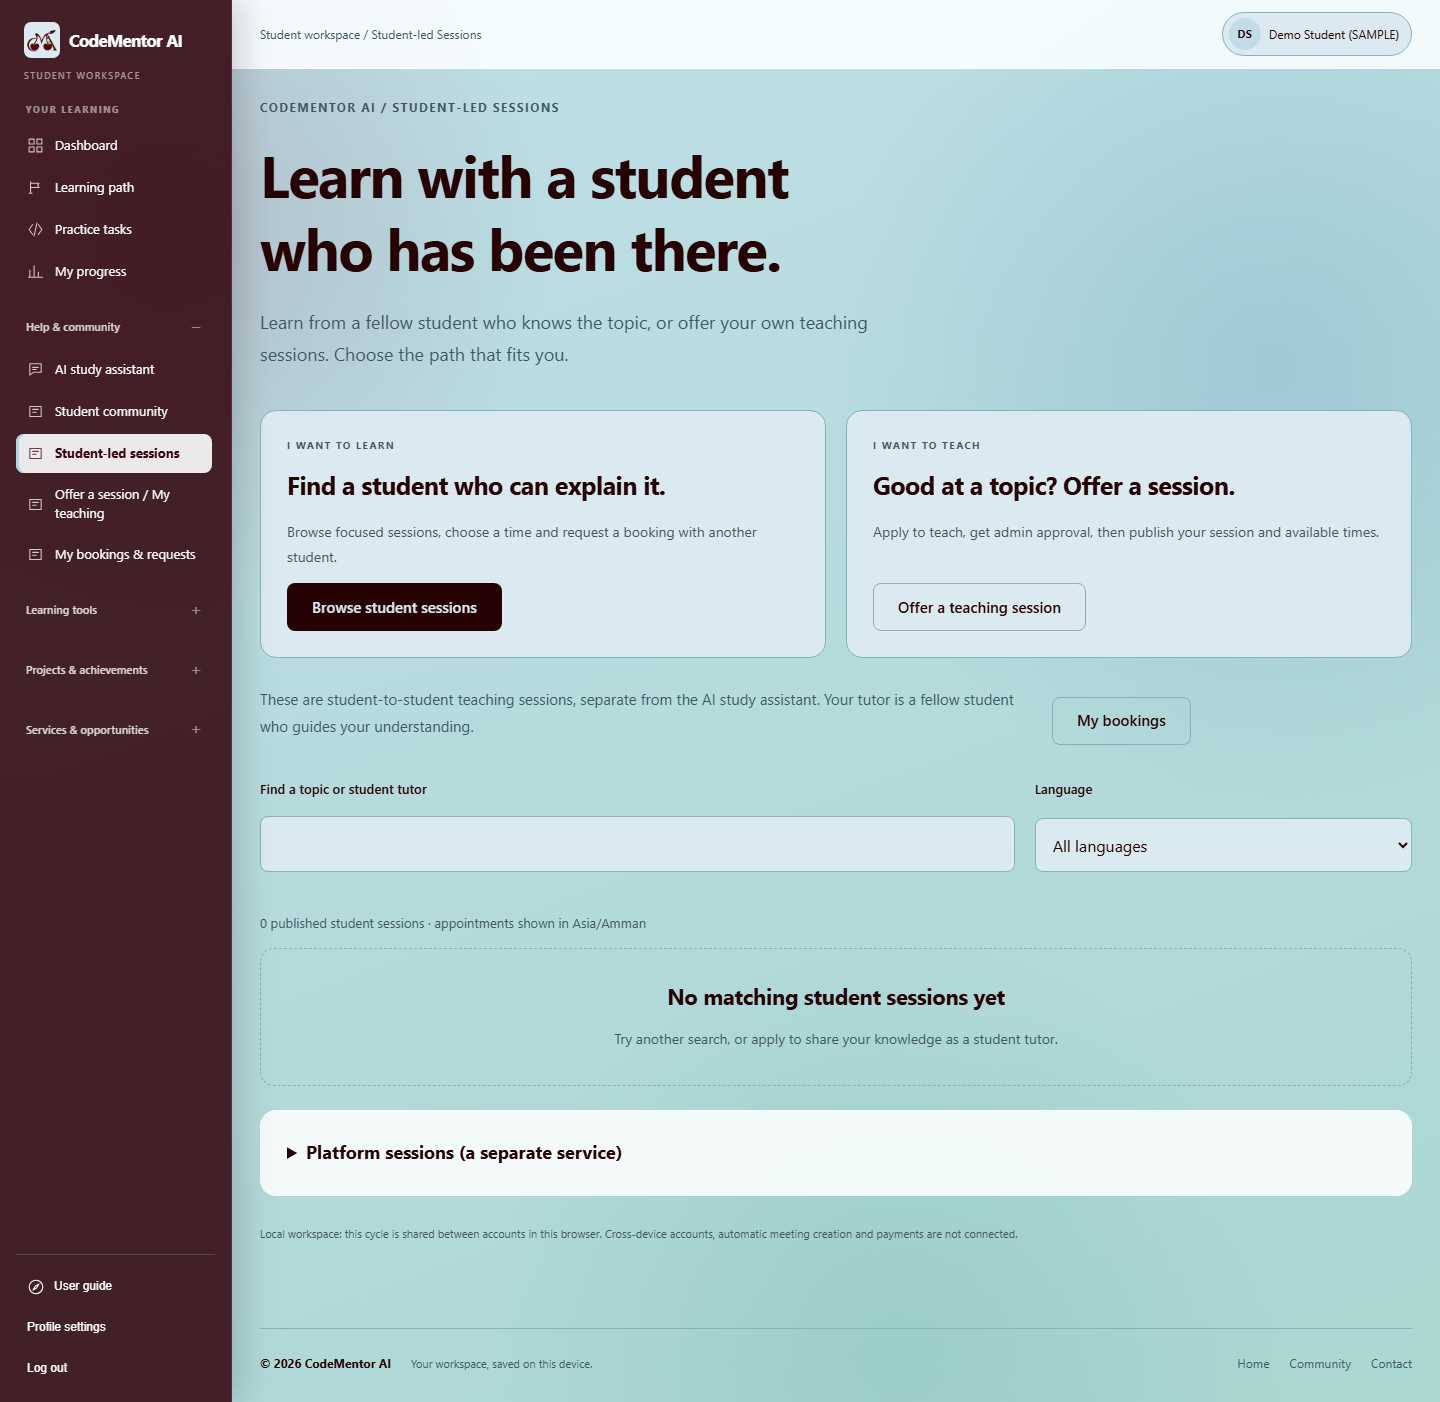 CodeMentor AI
STUDENT WORKSPACE
YOUR LEARNING
Dashboard
Learning path
Practice tasks
My progress
Help & community −
AI study assistant
Student community
Student-led sessions
Offer a session / My
teaching
My bookings & requests
Learning tools +
Projects & achievements +
Services & opportunities +
User guide
Profile settings
Log out
Student workspace / Student-led Sessions
DS Demo Student (SAMPLE)
CODEMENTOR AI / STUDENT-LED SESSIONS
Learn with a student
who has been there.
Learn from a fellow student who knows the topic, or offer your own teaching
sessions. Choose the path that fits you.
I WANT TO LEARN
Find a student who can explain it.
Browse focused sessions, choose a time and request a booking with another
student.
Browse student sessions
I WANT TO TEACH
Good at a topic? Offer a session.
Apply to teach, get admin approval, then publish your session and available times.
Offer a teaching session
These are student-to-student teaching sessions, separate from the AI study assistant. Your tutor is a fellow student
who guides your understanding.
My bookings
Find a topic or student tutor
Language
All languages
0 published student sessions · appointments shown in Asia/Amman
No matching student sessions yet
Try another search, or apply to share your knowledge as a student tutor.
Platform sessions (a separate service)
Local workspace: this cycle is shared between accounts in this browser. Cross-device accounts, automatic meeting creation and payments are not connected.
© 2026 CodeMentor AI Your workspace, saved on this device.
Home Community Contact